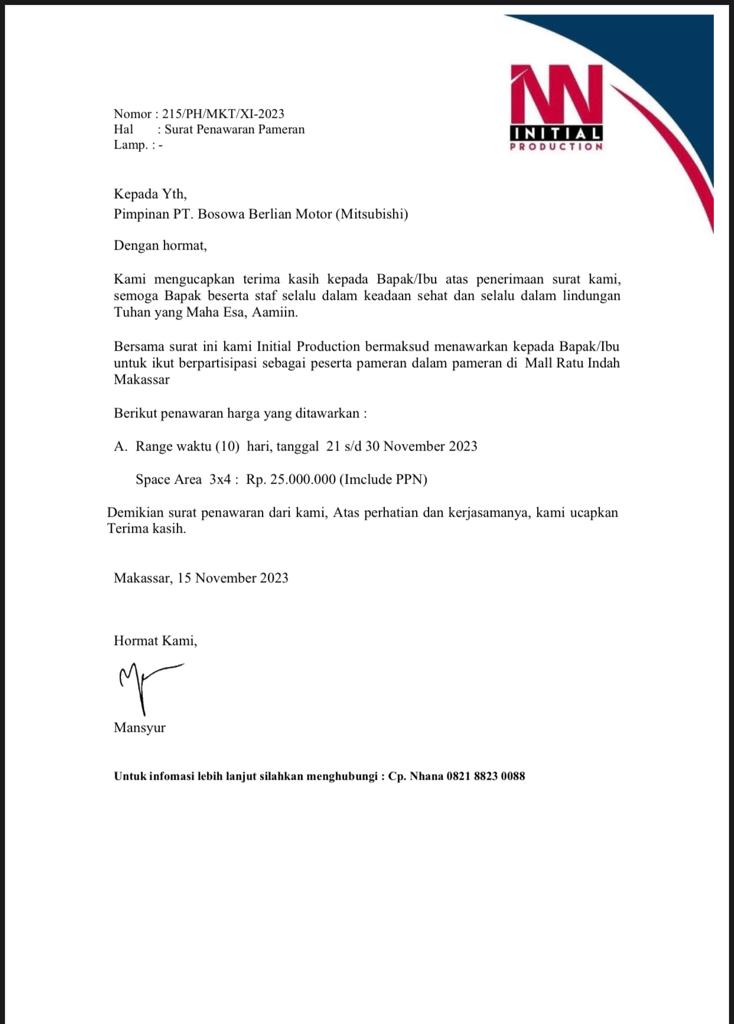 NN
INITIAL
PRODUCTION
Nomor : 215/PH/MKT/XI-2023
Hal : Surat Penawaran Pameran
Lamp. : -
Kepada Yth,
Pimpinan PT. Bosowa Berlian Motor (Mitsubishi)
Dengan hormat,
Kami mengucapkan terima kasih kepada Bapak/Ibu atas penerimaan surat kami,
semoga Bapak beserta staf selalu dalam keadaan sehat dan selalu dalam lindungan
Tuhan yang Maha Esa, Aamiin.
Bersama surat ini kami Initial Production bermaksud menawarkan kepada Bapak/Ibu
untuk ikut berpartisipasi sebagai peserta pameran dalam pameran di Mall Ratu Indah
Makassar
Berikut penawaran harga yang ditawarkan :
A. Range waktu (10) hari, tanggal 21 s/d 30 November 2023
Space Area 3x4 : Rp. 25.000.000 (Imclude PPN)
Demikian surat penawaran dari kami, Atas perhatian dan kerjasamanya, kami ucapkan
Terima kasih.
Makassar, 15 November 2023
Hormat Kami,
Mansyur
Untuk infomasi lebih lanjut silahkan menghubungi : Cp. Nhana 0821 8823 0088